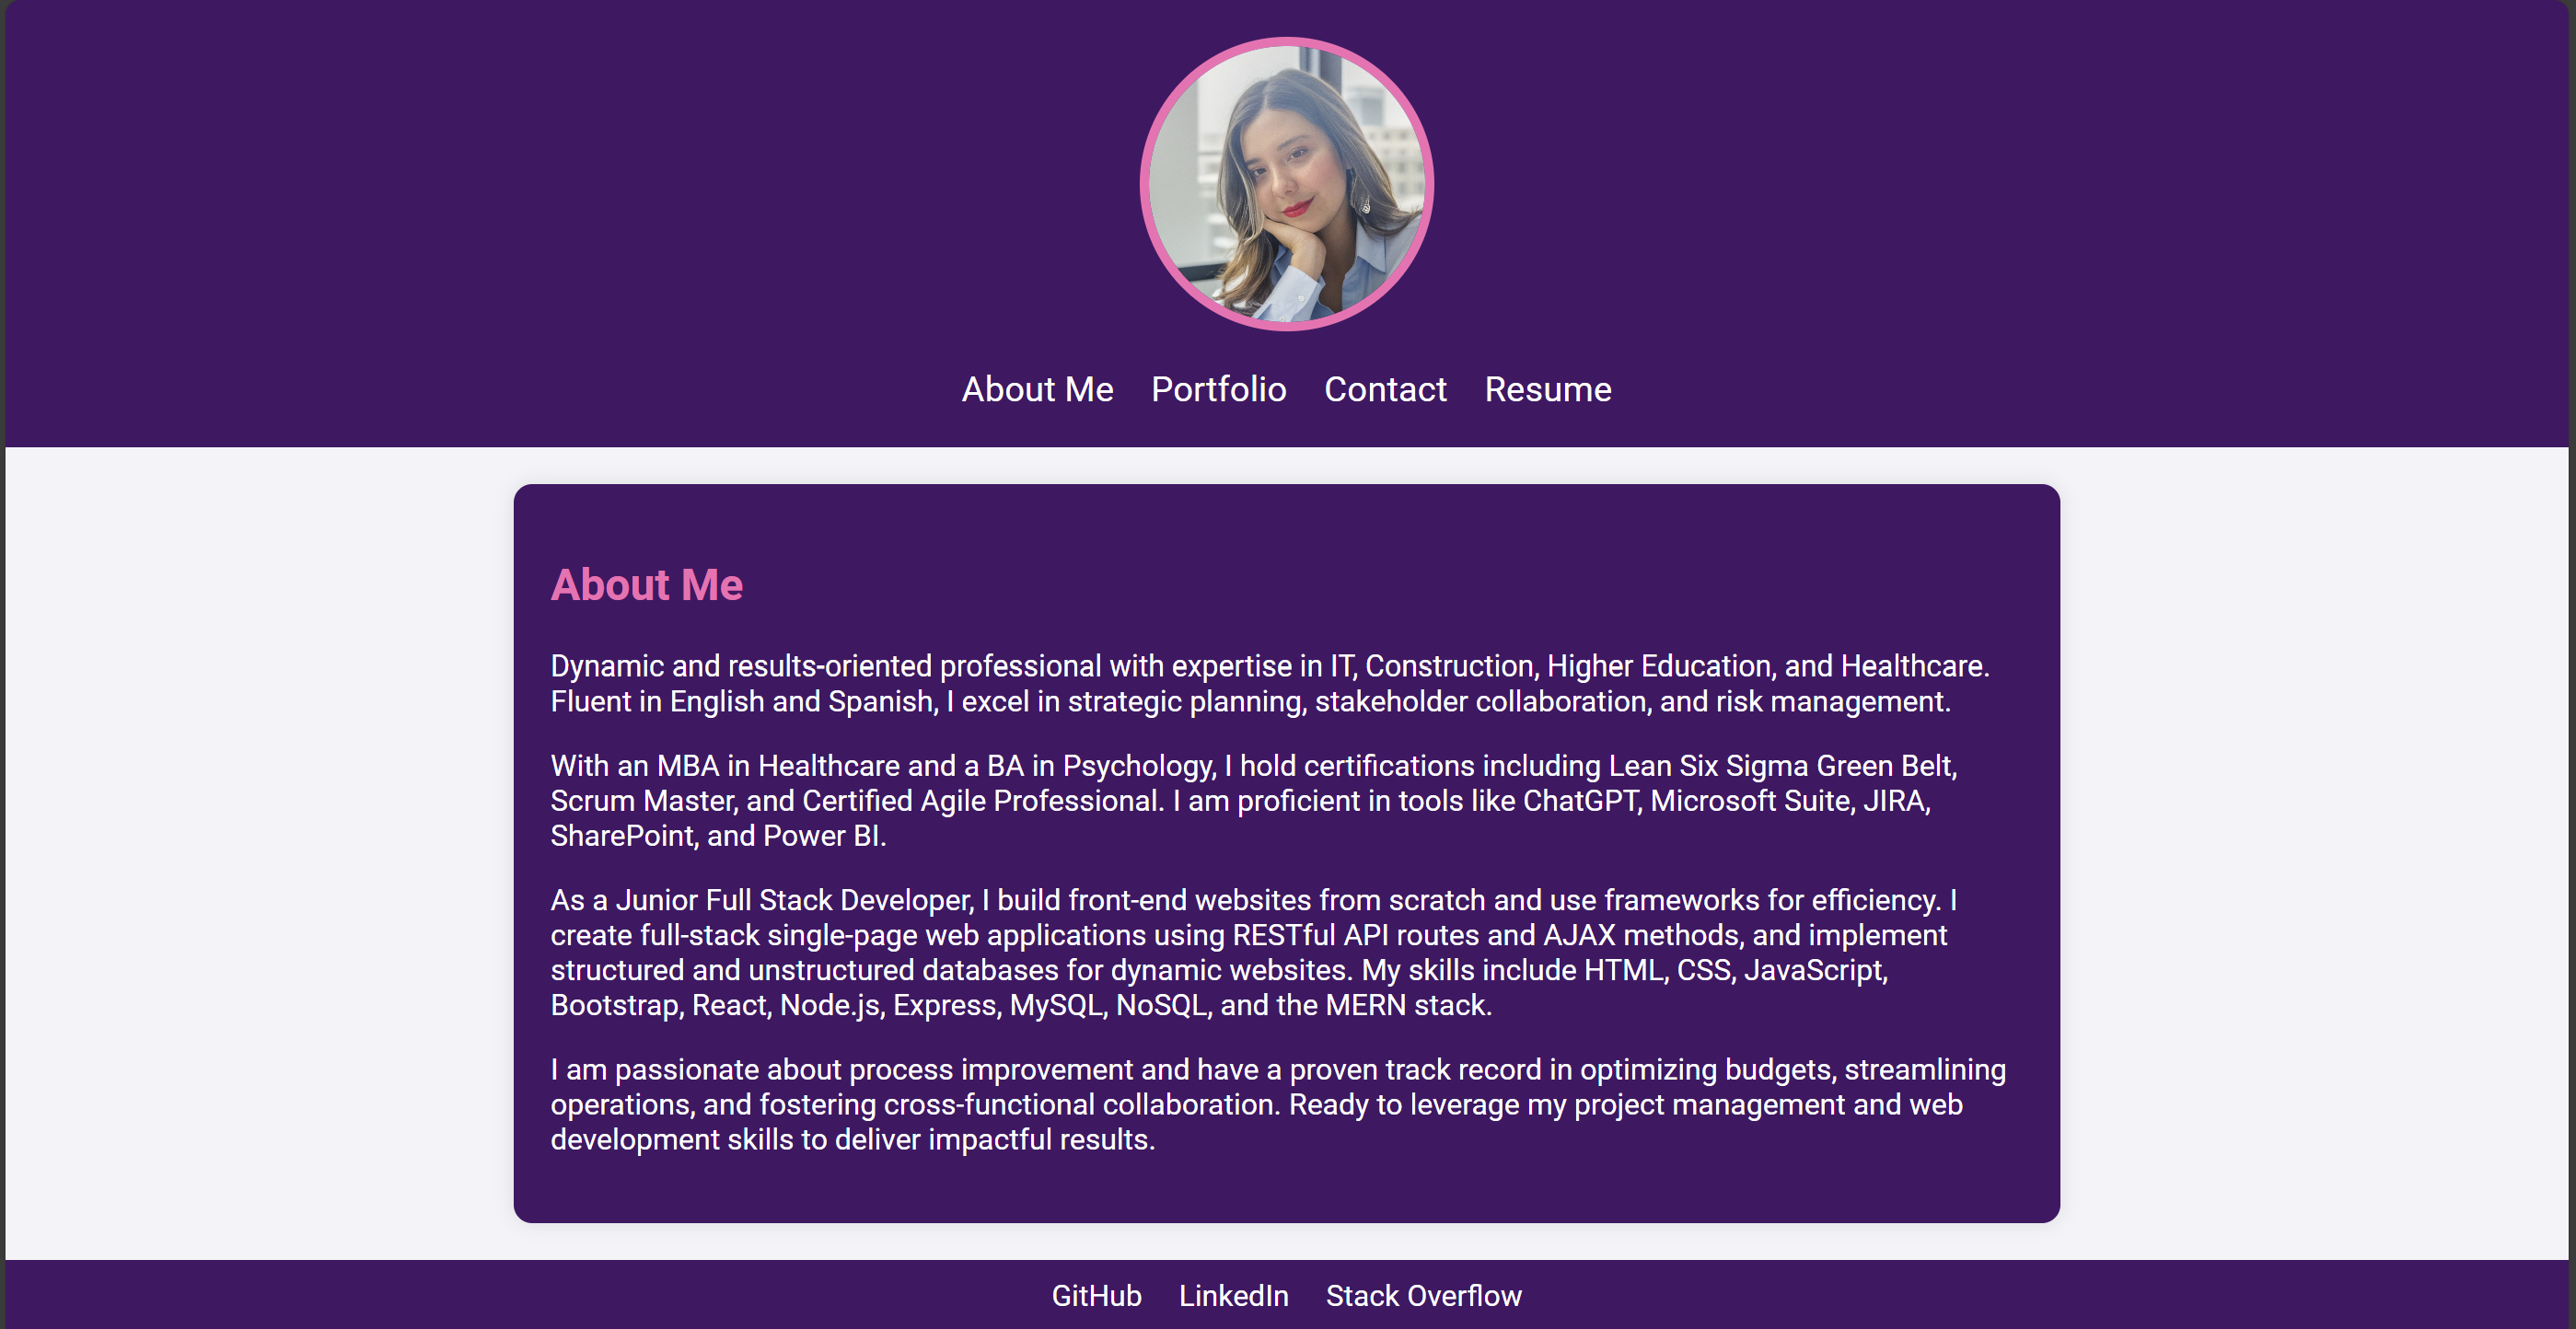 About Me Portfolio Contact Resume
About Me
Dynamic and results-oriented professional with expertise in IT, Construction, Higher Education, and Healthcare.
Fluent in English and Spanish, I excel in strategic planning, stakeholder collaboration, and risk management.
With an MBA in Healthcare and a BA in Psychology, I hold certifications including Lean Six Sigma Green Belt,
Scrum Master, and Certified Agile Professional. I am proficient in tools like ChatGPT, Microsoft Suite, JIRA,
SharePoint, and Power BI.
As a Junior Full Stack Developer, I build front-end websites from scratch and use frameworks for efficiency. I
create full-stack single-page web applications using RESTful API routes and AJAX methods, and implement
structured and unstructured databases for dynamic websites. My skills include HTML, CSS, JavaScript,
Bootstrap, React, Node.js, Express, MySQL, NoSQL, and the MERN stack.
I am passionate about process improvement and have a proven track record in optimizing budgets, streamlining
operations, and fostering cross-functional collaboration. Ready to leverage my project management and web
development skills to deliver impactful results.
GitHub LinkedIn Stack Overflow